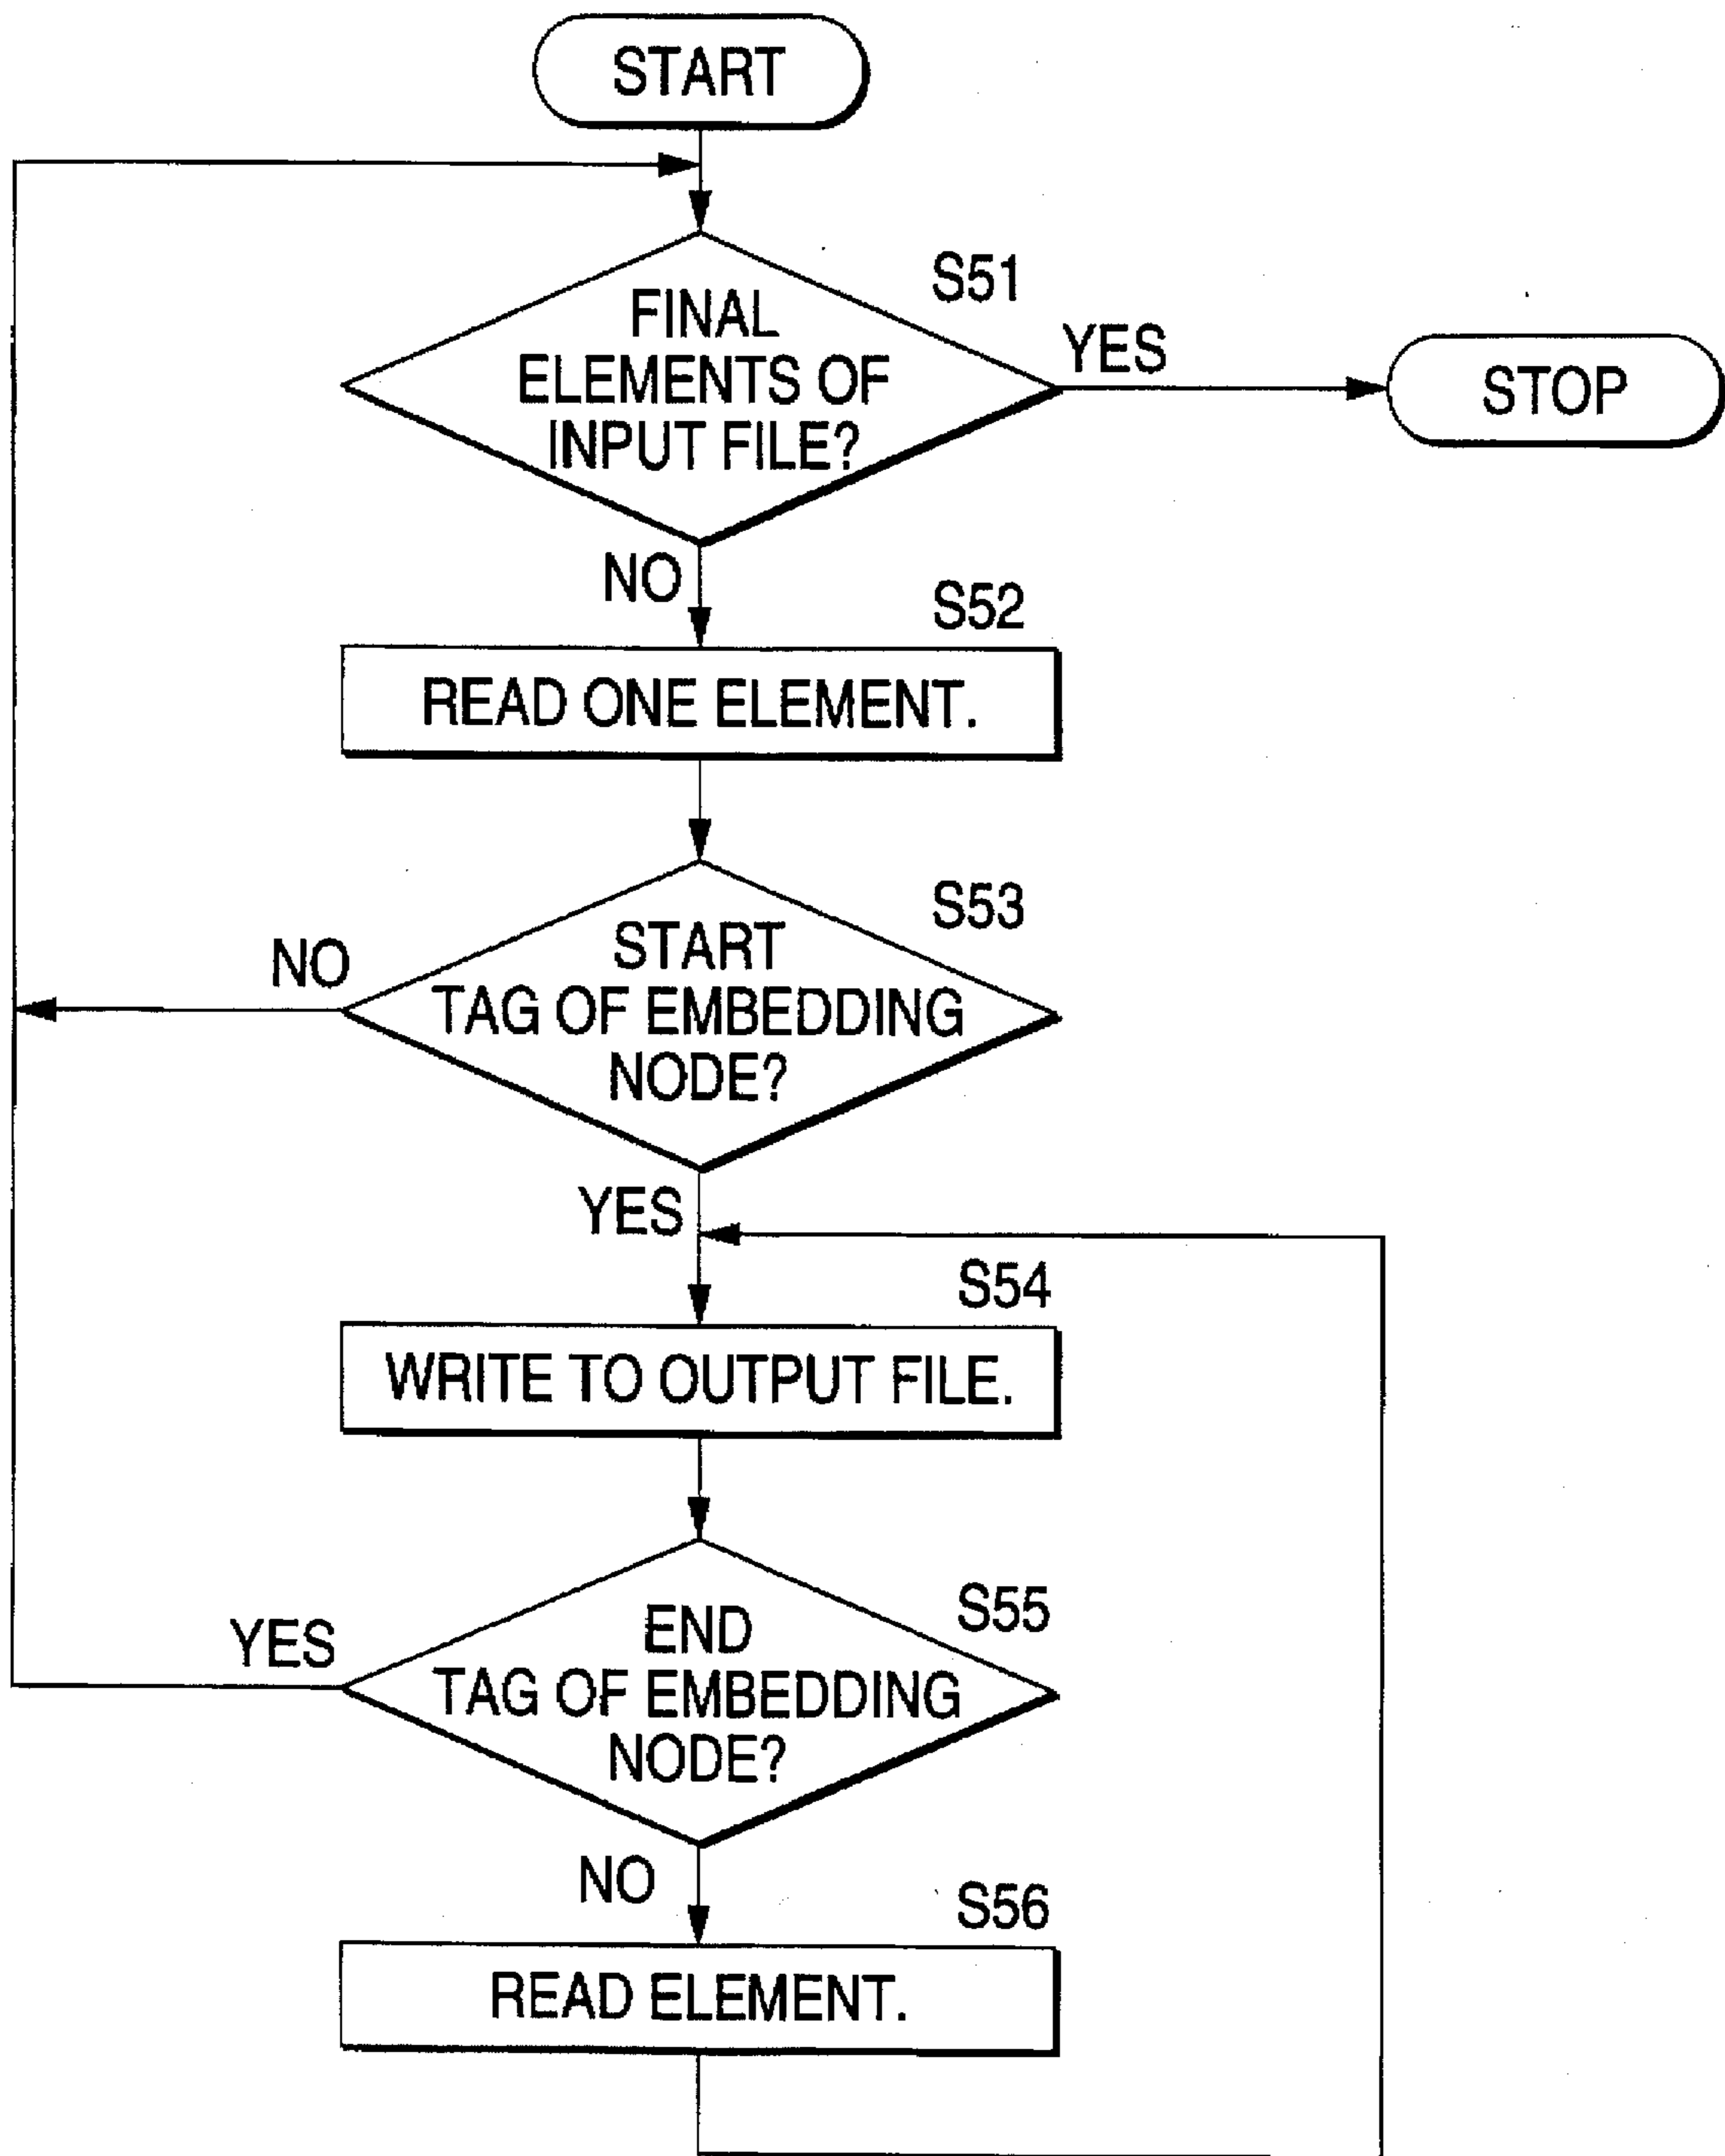 START
S51
FINAL
ELEMENTS OF
INPUT FILE?
YES
STOP
NO
S52
READ ONE ELEMENT.
S53
START
TAG OF EMBEDDING
NODE?
NO
YES
S54
WRITE TO OUTPUT FILE.
S55
END
TAG OF EMBEDDING
NODE?
YES
NO
S56
READ ELEMENT.